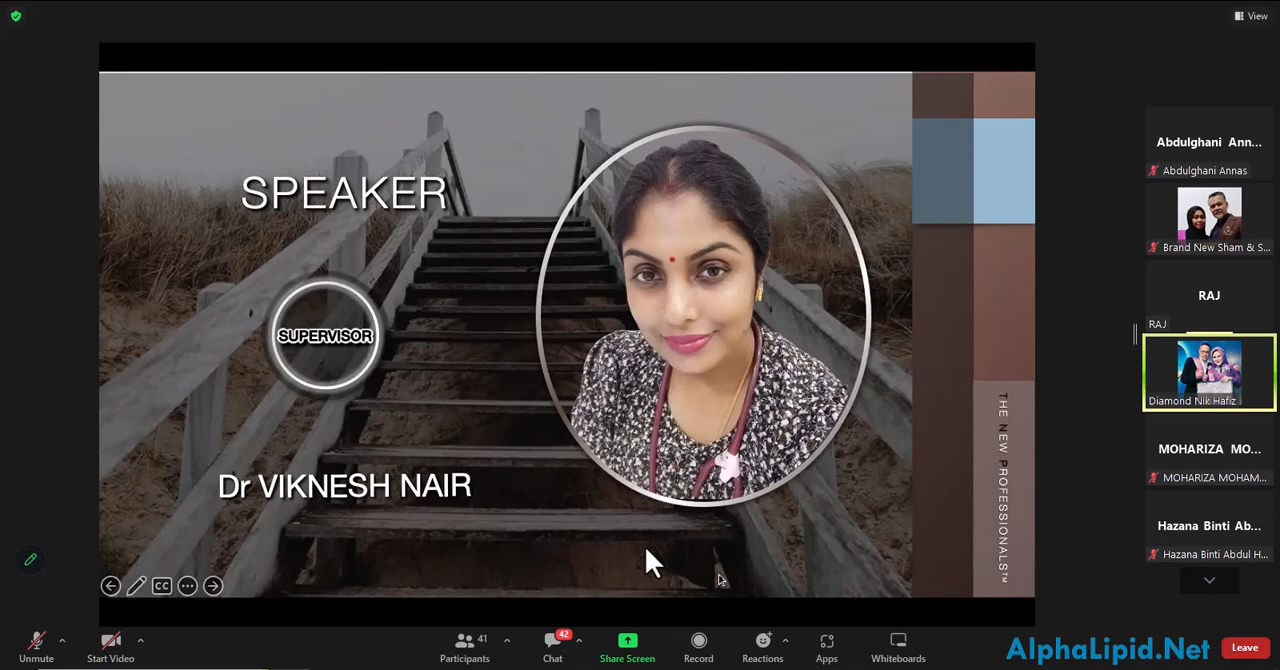 View
SPEAKER
SUPERVISOR
Dr VIKNESH NAIR
THE NEW PROFESSIONALS™
CC
Abdulghani Ann...
Abdulghani Annas
Brand New Sham & S...
RAJ
RAJ
Diamond Nik Hafiz
MOHARIZA MO...
MOHARIZA MOHAM...
Hazana Binti Ab...
Hazana Binti Abdul H...
Unmute
Start Video
41
Participants
42
Chat
Share Screen
Record
Reactions
Apps
Whiteboards
AlphaLipid.Net
Leave